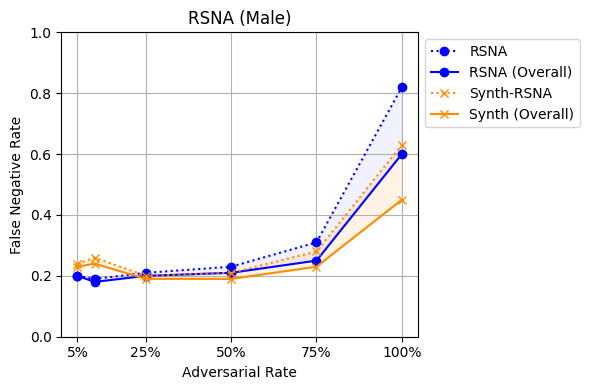 RSNA (Male)
1.0
0.8
0.6
0.4
0.2
0.0
False Negative Rate
5%
25%
50%
75%
100%
Adversarial Rate
RSNA
RSNA (Overall)
Synth-RSNA
Synth (Overall)